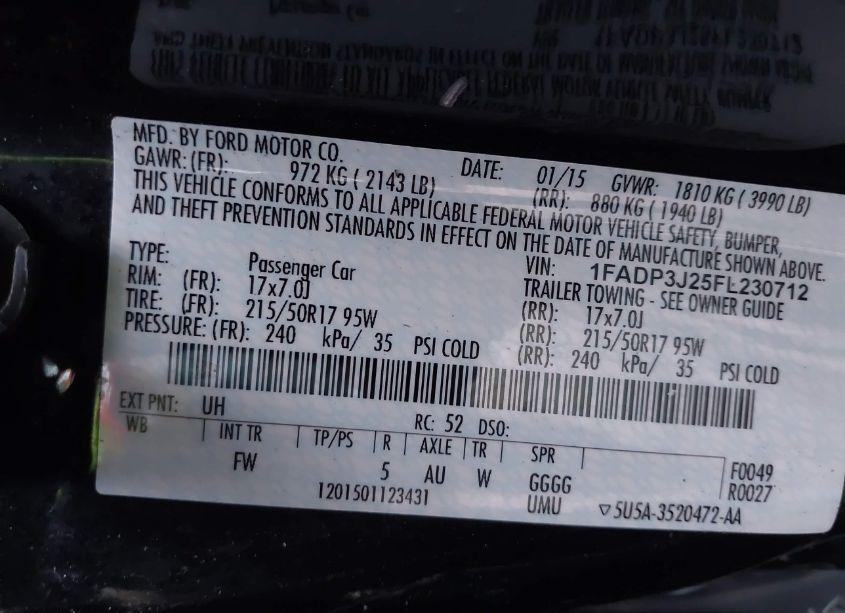 MFD. BY FORD MOTOR CO. DATE: 01/15 GVWR: 1810 KG ( 3990 LB)
GAWR: (FR): 972 KG ( 2143 LB) (RR): 880 KG ( 1940 LB)
THIS VEHICLE CONFORMS TO ALL APPLICABLE FEDERAL MOTOR VEHICLE SAFETY, BUMPER,
AND THEFT PREVENTION STANDARDS IN EFFECT ON THE DATE OF MANUFACTURE SHOWN ABOVE.
VIN: 1FADP3J25FL230712
TYPE: Passenger Car TRAILER TOWING - SEE OWNER GUIDE
RIM: (FR): 17x7.0J (RR): 17x7.0J
TIRE: (FR): 215/50R17 95W (RR): 215/50R17 95W
PRESSURE: (FR): 240 kPa/ 35 PSI COLD (RR): 240 kPa/ 35 PSI COLD
EXT PNT: UH RC: 52 DSO:
WB INT TR TP/PS R AXLE TR SPR F0049
FW 5 AU W GGGG R0027
1201501123431 UMU ▽5U5A-3520472-AA